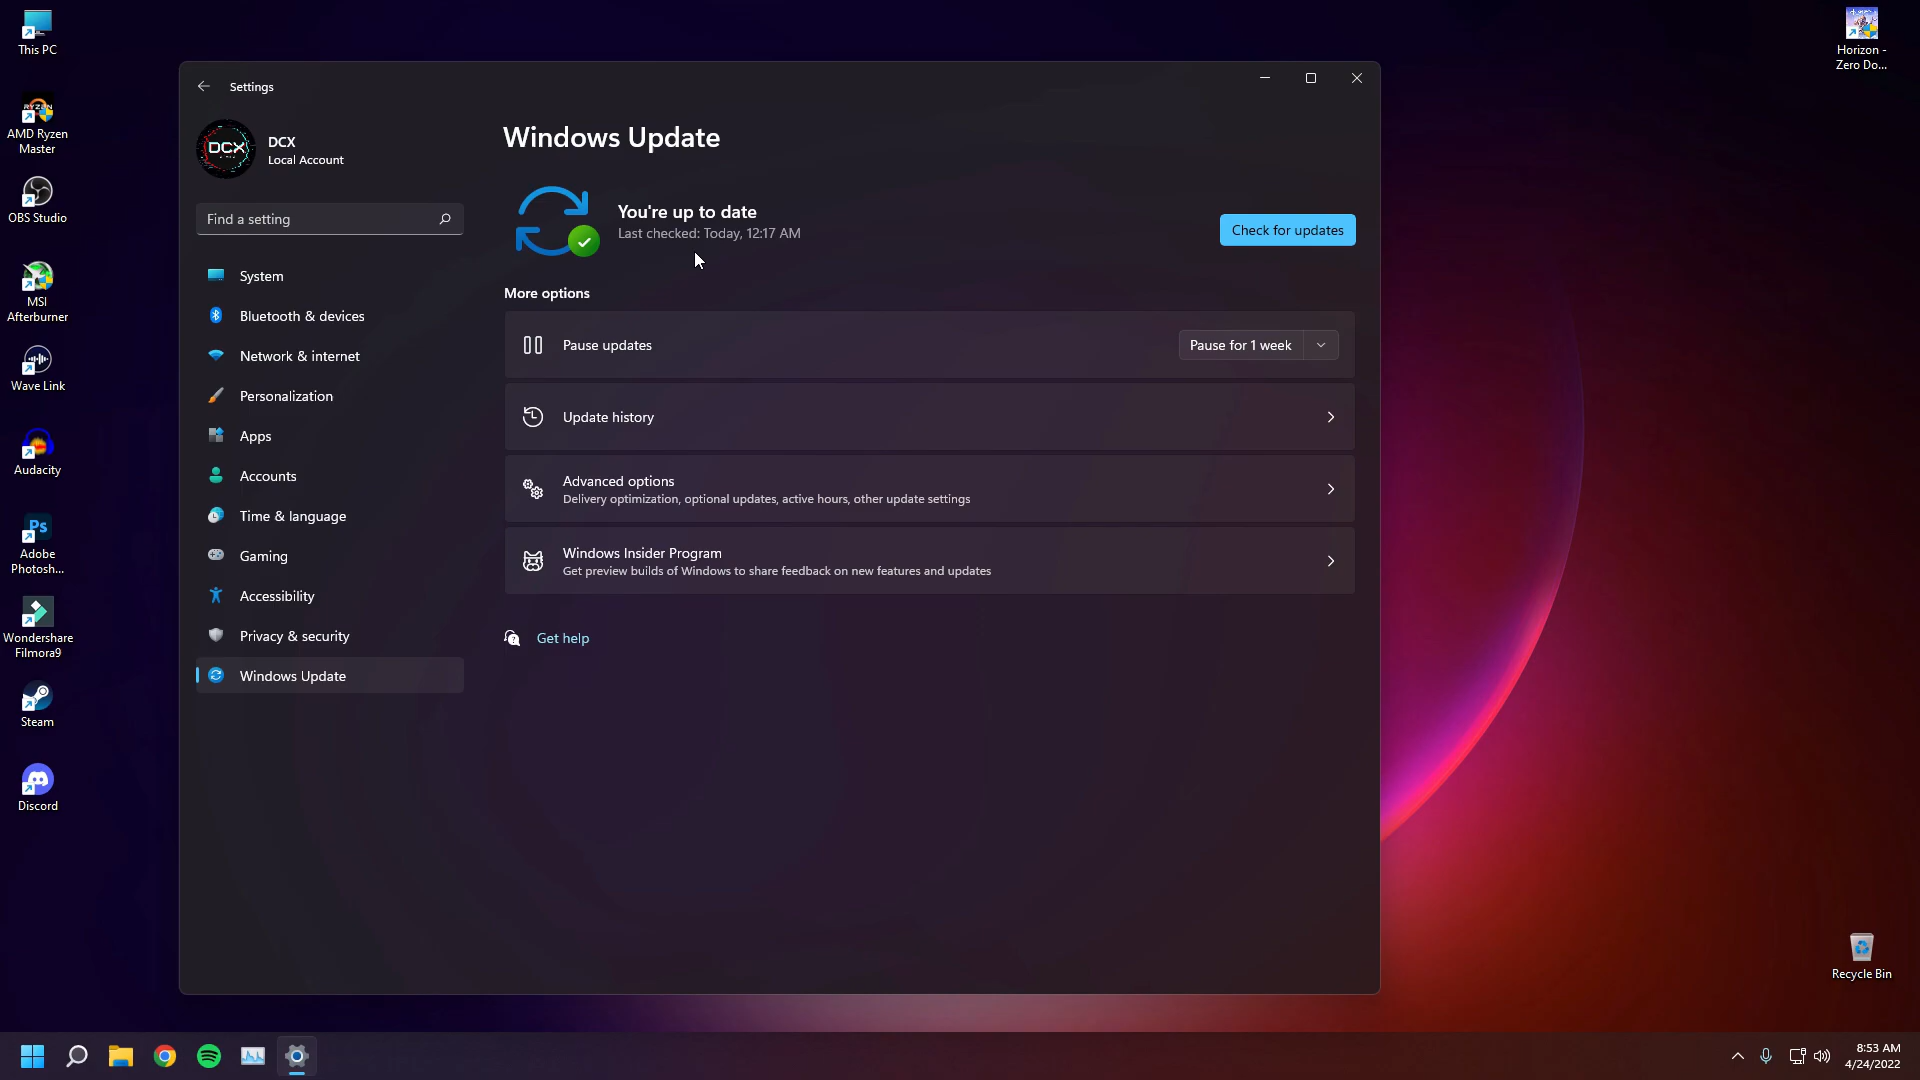 This PC
AMD Ryzen
Master
OBS Studio
MSI
Afterburner
Wave Link
Audacity
Adobe
Photosh...
Wondershare
Filmora9
Steam
Discord
Settings
DCX
DCX
Local Account
Find a setting
System
Bluetooth & devices
Network & internet
Personalization
Apps
Accounts
Time & language
Gaming
Accessibility
Privacy & security
Windows Update
Windows Update
You're up to date
Last checked: Today, 12:17 AM
Check for updates
More options
Pause updates
Pause for 1 week
Update history
Advanced options
Delivery optimization, optional updates, active hours, other update settings
Windows Insider Program
Get preview builds of Windows to share feedback on new features and updates
Get help
Horizon -
Zero Do...
Recycle Bin
RYZEN
Ps
8:53 AM
4/24/2022